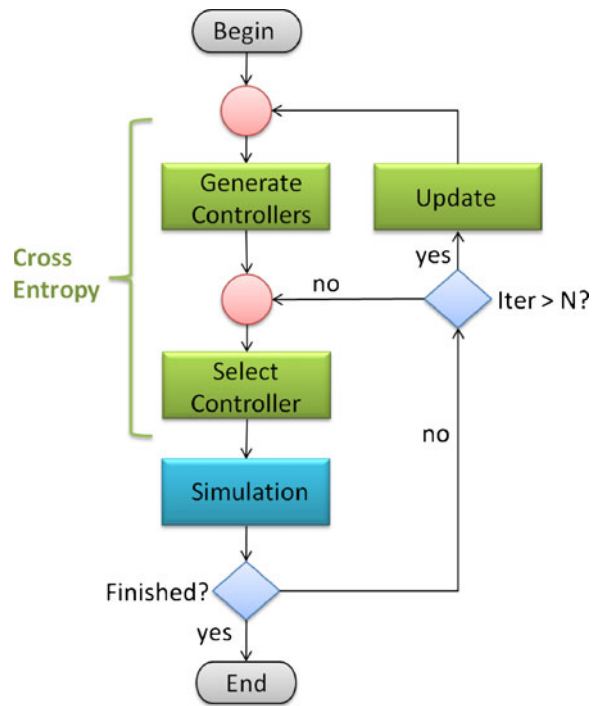 Begin
Generate
Controllers
Update
Cross
Entropy
yes
no
Iter > N?
Select
Controller
no
Simulation
Finished?
yes
End